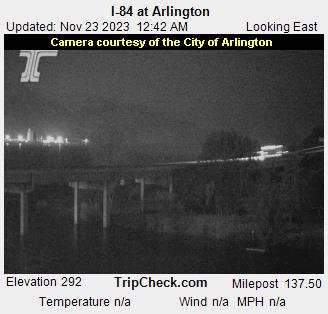 I-84 at Arlington
Updated: Nov 23 2023 12:42 AM Looking East
Camera courtesy of the City of Arlington
Elevation 292 TripCheck.com Milepost 137.50
Temperature n/a Wind n/a MPH n/a